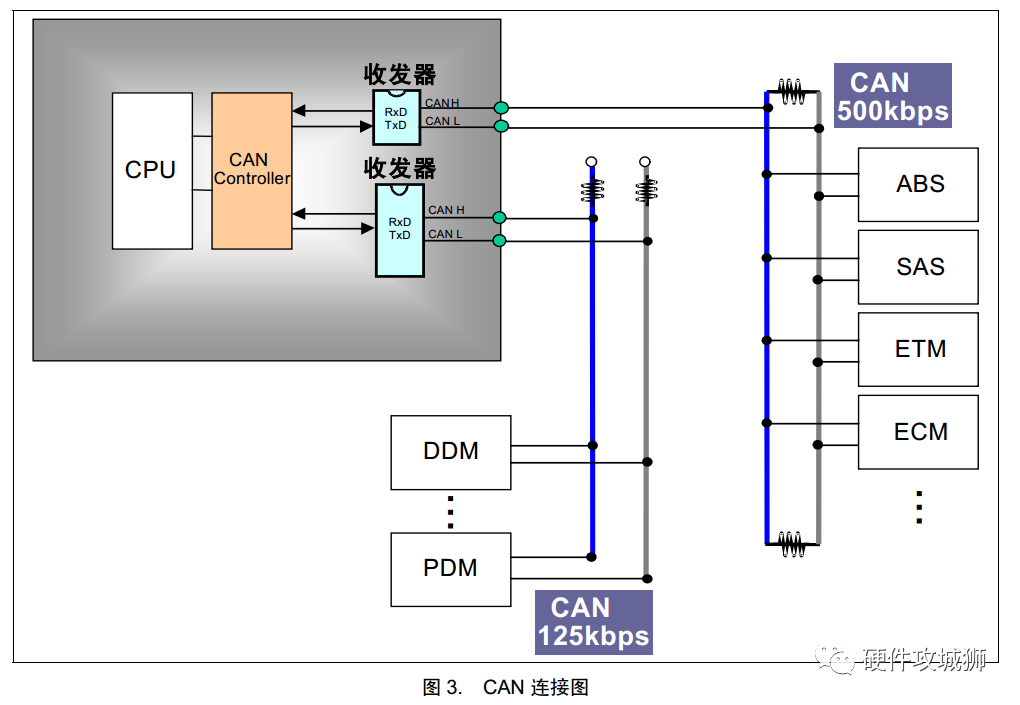 收发器
CAN H
CAN L
RxD
TxD
CPU
CAN
Controller
收发器
CAN H
CAN L
RxD
TxD
CAN
500kbps
ABS
SAS
ETM
ECM
⋮
DDM
⋮
PDM
CAN
125kbps
硬件攻城狮
图 3. CAN 连接图